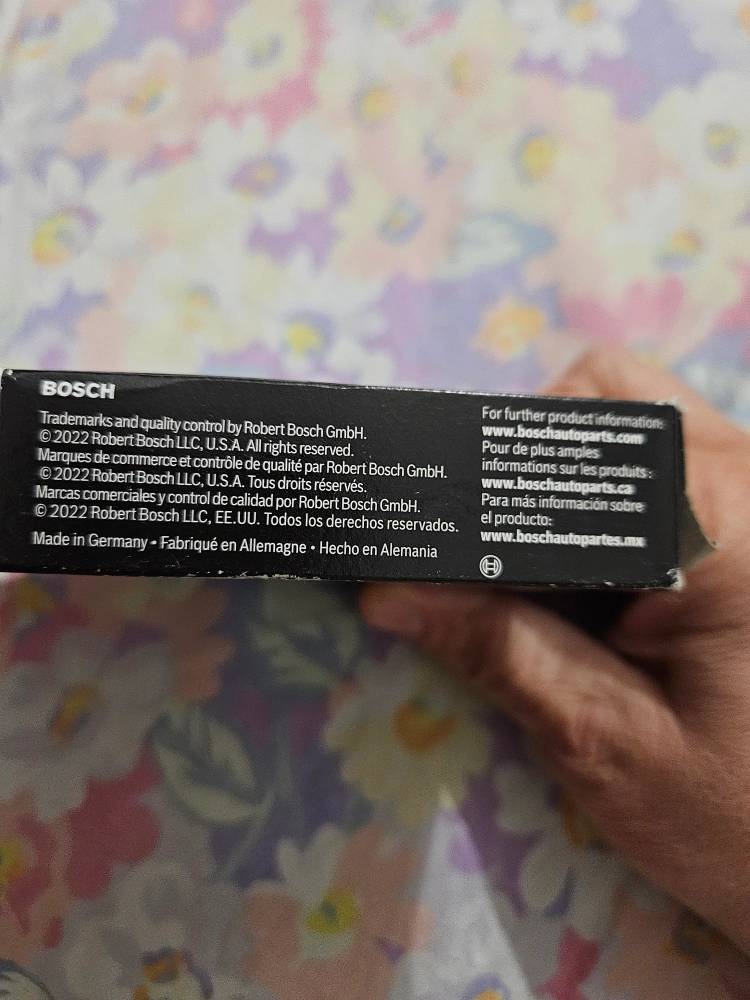 BOSCH
Trademarks and quality control by Robert Bosch GmbH.
© 2022 Robert Bosch LLC, U.S.A. All rights reserved.
Marques de commerce et contrôle de qualité par Robert Bosch GmbH.
© 2022 Robert Bosch LLC, U.S.A. Tous droits réservés.
Marcas comerciales y control de calidad por Robert Bosch GmbH.
© 2022 Robert Bosch LLC, EE.UU. Todos los derechos reservados.
Made in Germany • Fabriqué en Allemagne • Hecho en Alemania
For further product information:
www.boschautoparts.com
Pour de plus amples
informations sur les produits:
www.boschautoparts.ca
Para más información sobre
el producto:
www.boschautopartes.mx